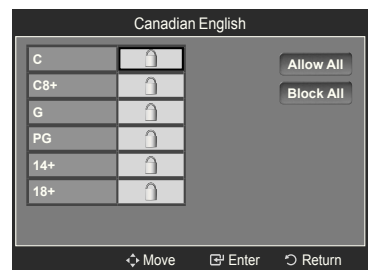 Canadian English
C
Allow All
C8+
Block All
G
PG
14+
18+
Move Enter Return